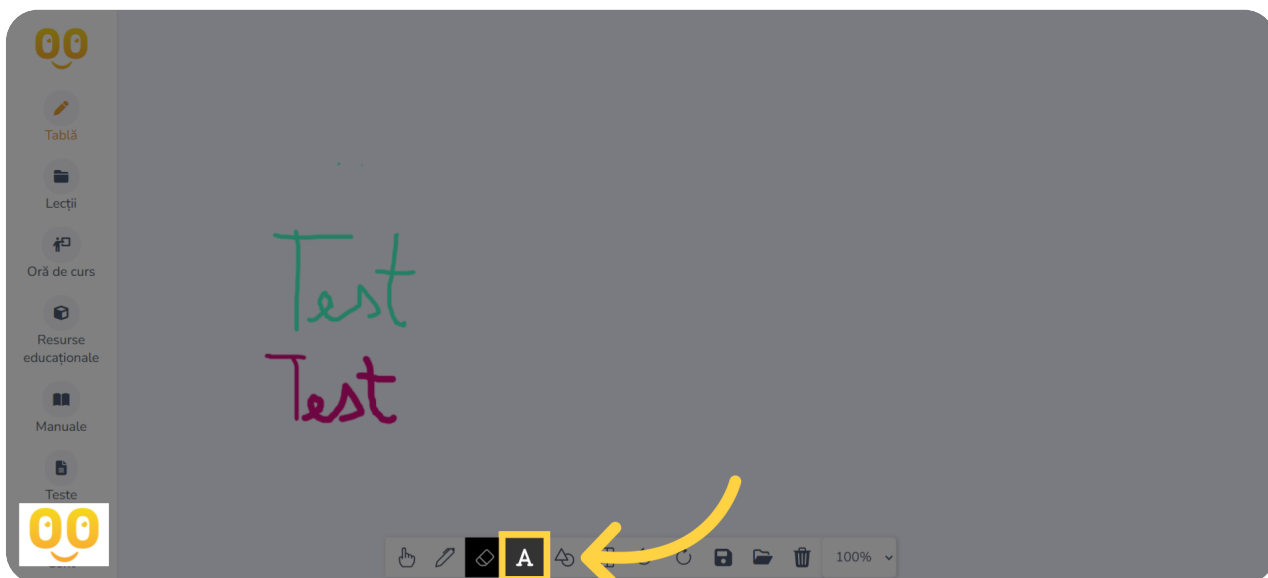 Tablă
Lecții
Oră de curs
Resurse
educaționale
Manuale
Teste
Test
Test
A
100%